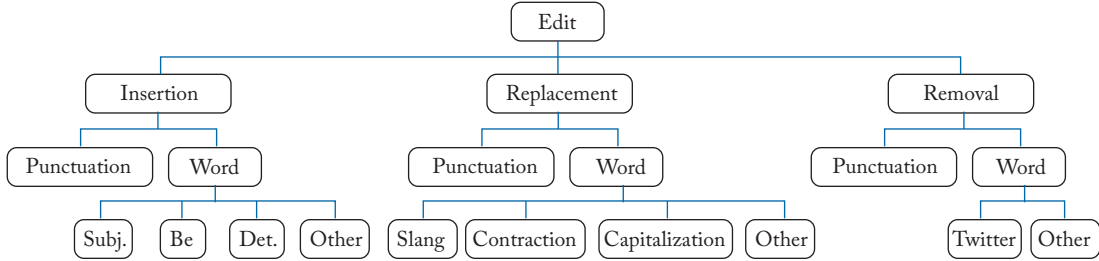 Edit
Insertion Replacement Removal
Punctuation Word Punctuation Word Punctuation Word
Subj. Be Det. Other Slang Contraction Capitalization Other Twitter Other